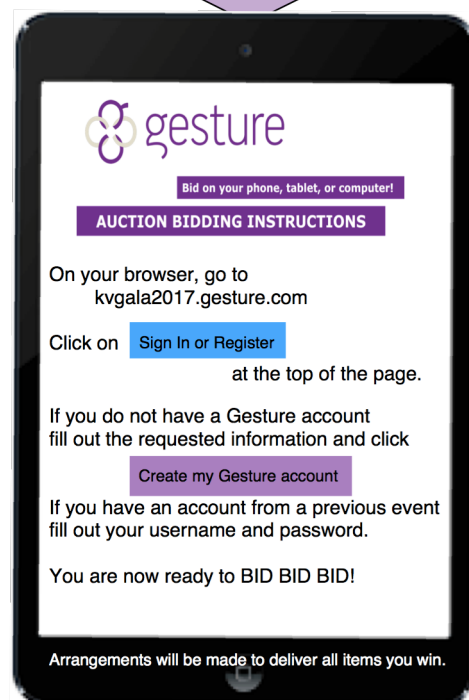 gesture
Bid on your phone, tablet, or computer!
AUCTION BIDDING INSTRUCTIONS
On your browser, go to
kvgala2017.gesture.com
Click on Sign In or Register
at the top of the page.
If you do not have a Gesture account
fill out the requested information and click
Create my Gesture account
If you have an account from a previous event
fill out your username and password.
You are now ready to BID BID BID!
Arrangements will be made to deliver all items you win.